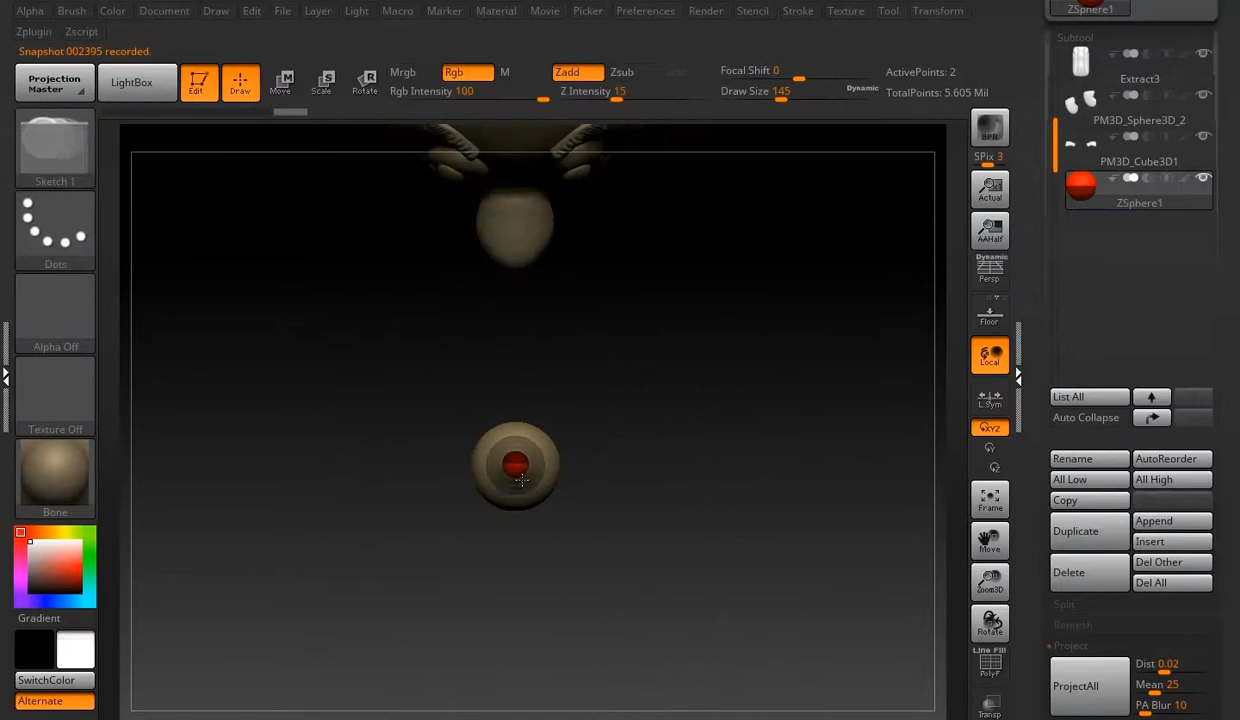 Alpha Brush Color Document Draw Edit File Layer Light Macro Marker Material Movie Picker Preferences Render Stencil Stroke Texture Tool Transform
ZSphere1
Zplugin Zscript
Subtool
Snapshot 002395 recorded.
Projection Master
LightBox
Edit
Draw
Move
Scale
Rotate
Mrgb Rgb M
Rgb Intensity 100
Zadd Zsub
Z Intensity 15
Focal Shift 0
Draw Size 145
Dynamic
ActivePoints: 2
TotalPoints: 5.605 Mil
Extract3
PM3D_Sphere3D_2
PM3D_Cube3D1
ZSphere1
Sketch 1
Dots
Alpha Off
Texture Off
Bone
Gradient
SwitchColor
Alternate
BPR
SPix 3
Actual
AAHalf
Dynamic
Persp
Floor
Local
L.Sym
XYZ
Frame
Move
Zoom3D
Rotate
Line Fill
PolyF
Transp
List All
Auto Collapse
Rename AutoReorder
All Low All High
Copy
Duplicate Append
Insert
Delete Del Other
Del All
Split
Remesh
Project
ProjectAll
Dist 0.02
Mean 25
PA Blur 10